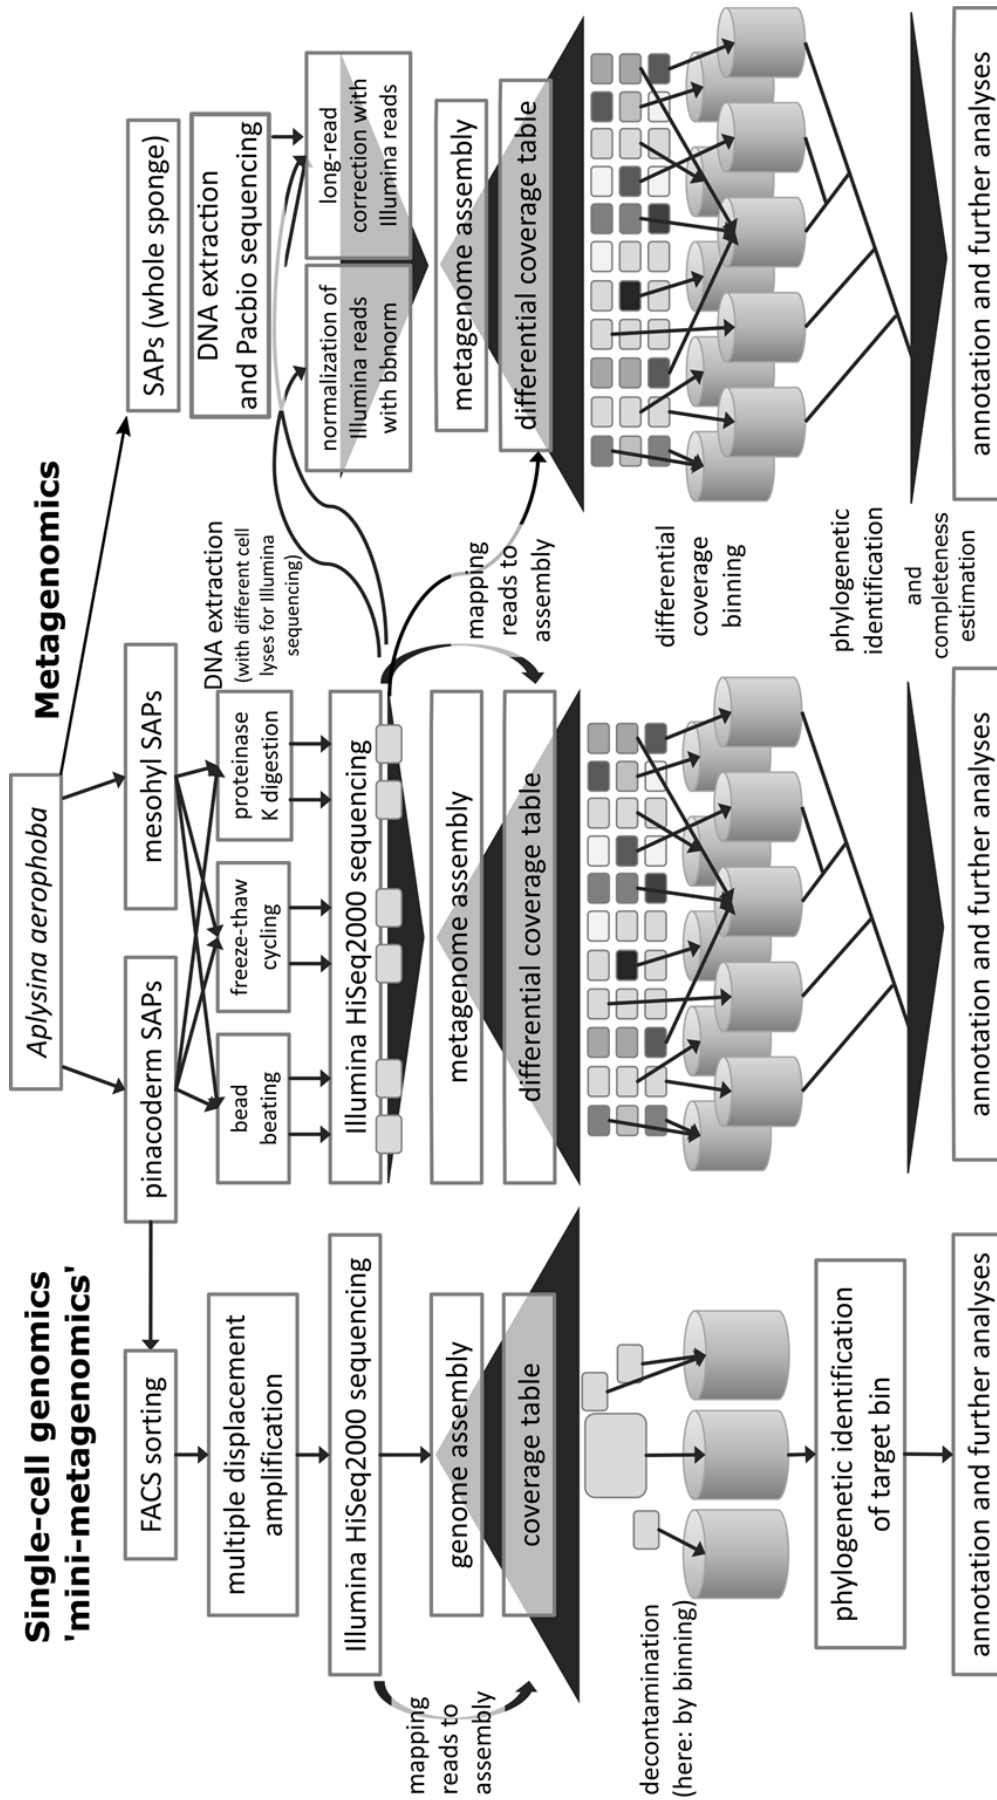 Single-cell genomics
'mini-metagenomics'
Metagenomics
Aplysina aerophoba
FACS sorting
pinacoderm SAPs
mesohyl SAPs
SAPs (whole sponge)
multiple displacement
amplification
bead
beating
freeze-thaw
cycling
proteinase
K digestion
DNA extraction
(with different cell
lyses for Illumina
sequencing)
DNA extraction
and Pacbio sequencing
Illumina HiSeq2000 sequencing
Illumina HiSeq2000 sequencing
normalization of
Illumina reads
with bbnorm
long-read
correction with
Illumina reads
mapping
reads to
assembly
genome assembly
coverage table
metagenome assembly
differential coverage table
mapping
reads to
assembly
metagenome assembly
differential coverage table
decontamination
(here: by binning)
differential
coverage
binning
phylogenetic identification
of target bin
phylogenetic
identification
and
completeness
estimation
annotation and further analyses
annotation and further analyses
annotation and further analyses